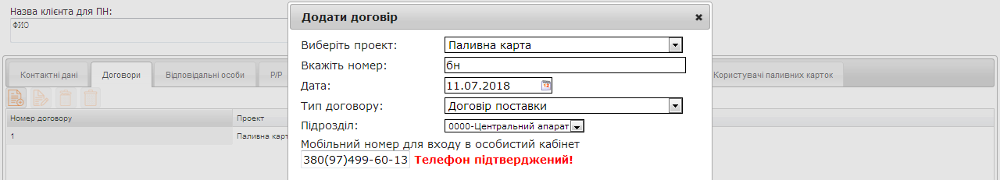 Назва клієнта для ПН:
ФИО
Додати договір
Виберіть проект: Паливна карта
Вкажіть номер: бн
Дата: 11.07.2018
Тип договору: Договір поставки
Підрозділ: 0000-Центральний апарат
Мобільний номер для входу в особистий кабінет
380(97)499-60-13 Телефон підтверджений!
Контактні дані Договори Відповідальні особи Р/Р Користувачі паливних карток
Номер договору Проект
1 Паливна карт